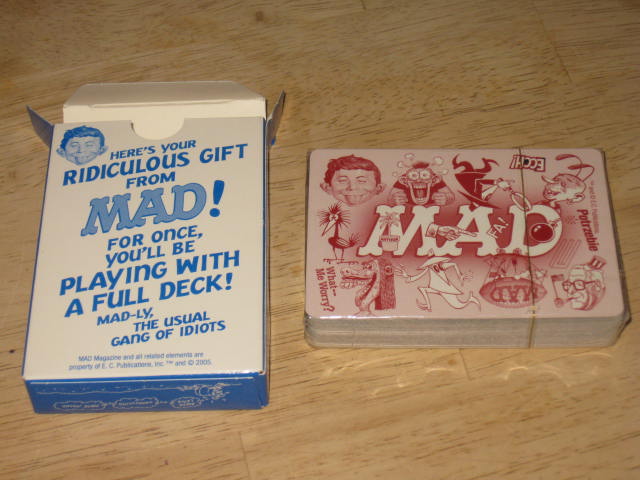 HERE'S YOUR
RIDICULOUS GIFT
FROM
MAD!
FOR ONCE,
YOU'LL BE
PLAYING WITH
A FULL DECK!
MAD-LY,
THE USUAL
GANG OF IDIOTS
MAD Magazine and all related elements are
property of E. C. Publications, Inc. ™ and © 2005.
ECCH!
MAD
Potrzebie
What--
Me Worry?